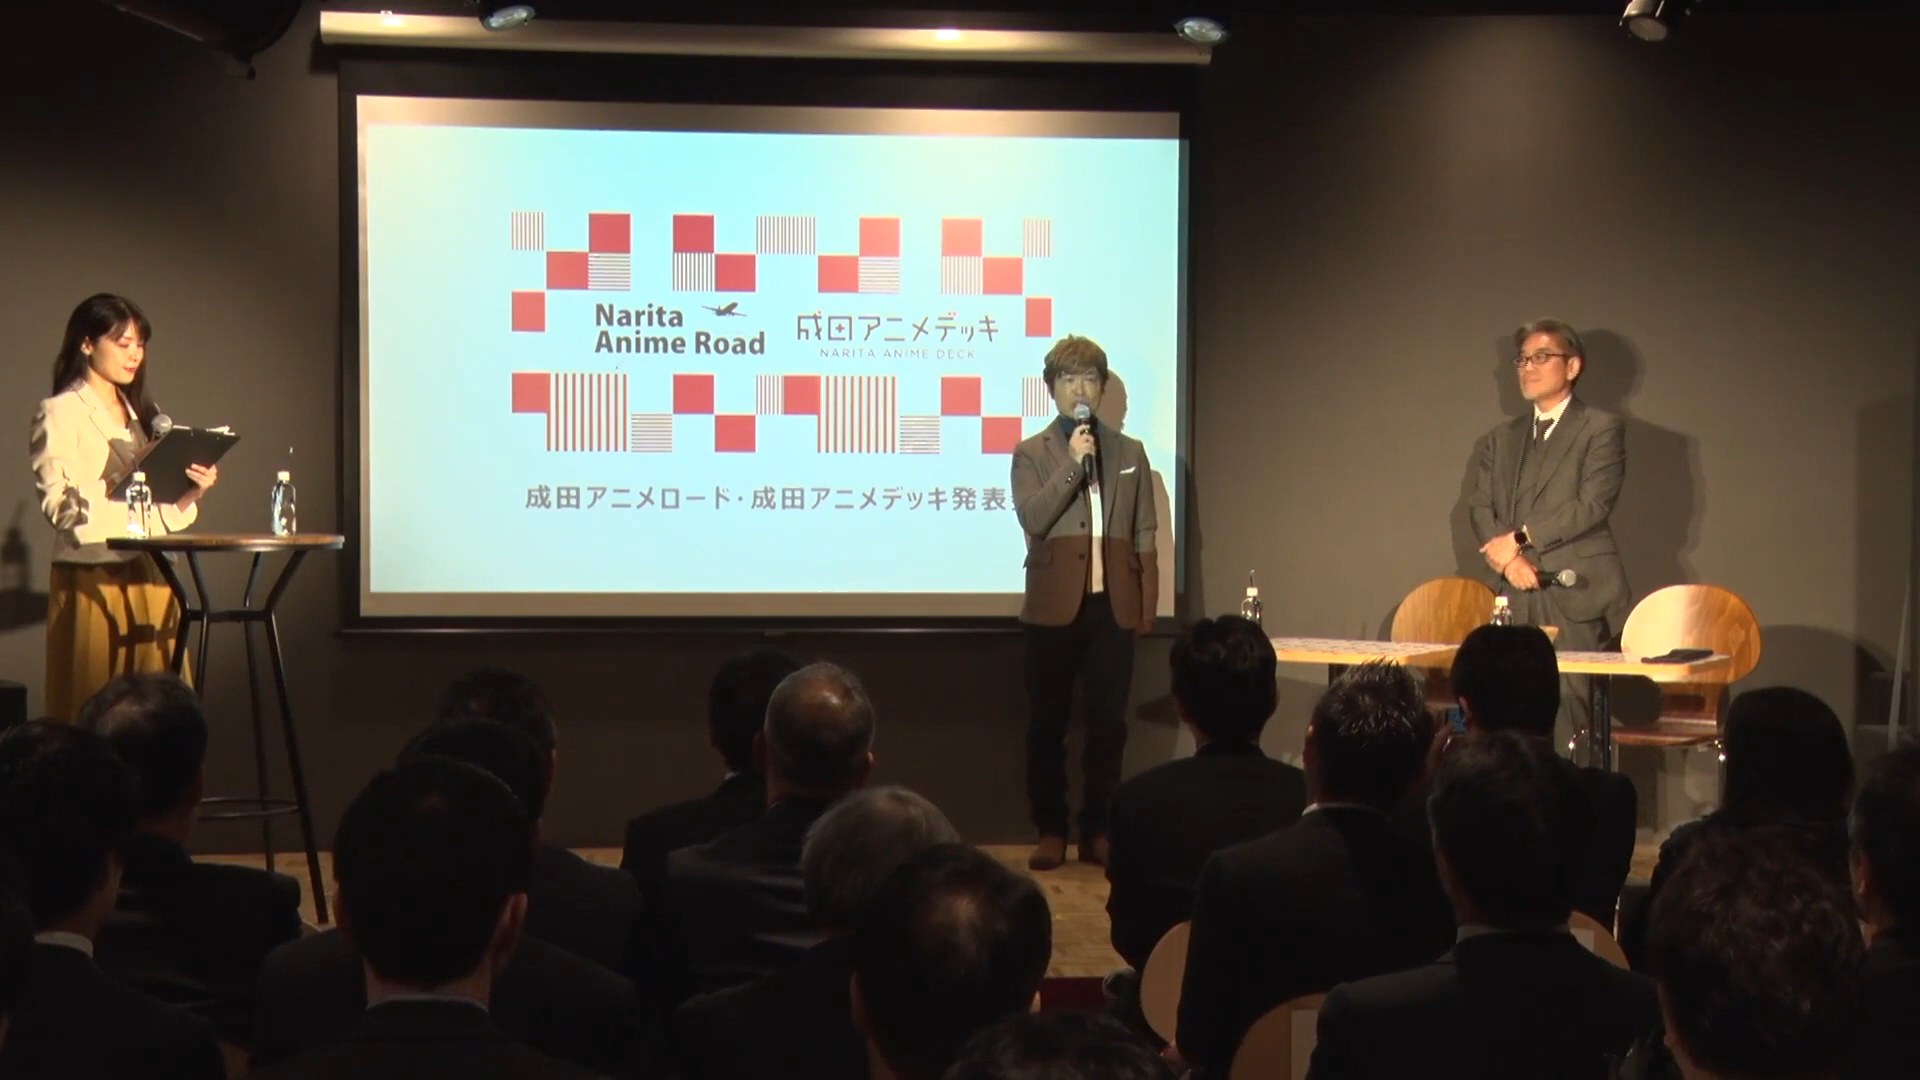 Narita
Anime Road
成田アニメデッキ
NARITA ANIME DECK
成田アニメロード・成田アニメデッキ発表